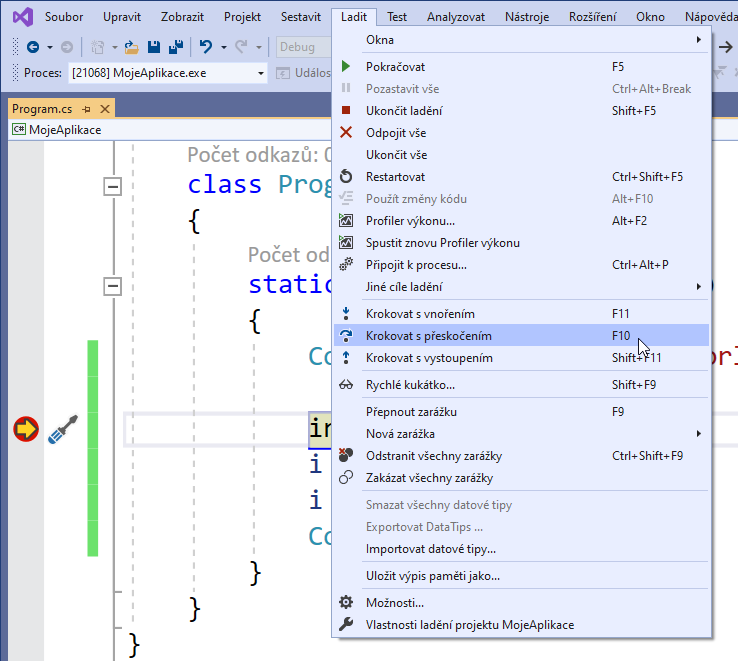 Soubor Upravit Zobrazit Projekt Sestavit Ladit Test Analyzovat Nástroje Rozšíření Okno Nápověda
Debug
Proces: [21068] MojeAplikace.exe Událos
Program.cs
C# MojeAplikace
Počet odkazů: 0
class Prog
{
Počet od
static
{
Co
in
i
i
Co
}
}
}
Okna
Pokračovat F5
Pozastavit vše Ctrl+Alt+Break
Ukončit ladění Shift+F5
Odpojit vše
Ukončit vše
Restartovat Ctrl+Shift+F5
Použít změny kódu Alt+F10
Profiler výkonu... Alt+F2
Spustit znovu Profiler výkonu
Připojit k procesu... Ctrl+Alt+P
Jiné cíle ladění
Krokovat s vnořením F11
Krokovat s přeskočením F10
Krokovat s vystoupením Shift+F11
Rychlé kukátko... Shift+F9
Přepnout zarážku F9
Nová zarážka
Odstranit všechny zarážky Ctrl+Shift+F9
Zakázat všechny zarážky
Smazat všechny datové tipy
Exportovat DataTips ...
Importovat datové tipy...
Uložit výpis paměti jako...
Možnosti...
Vlastnosti ladění projektu MojeAplikace